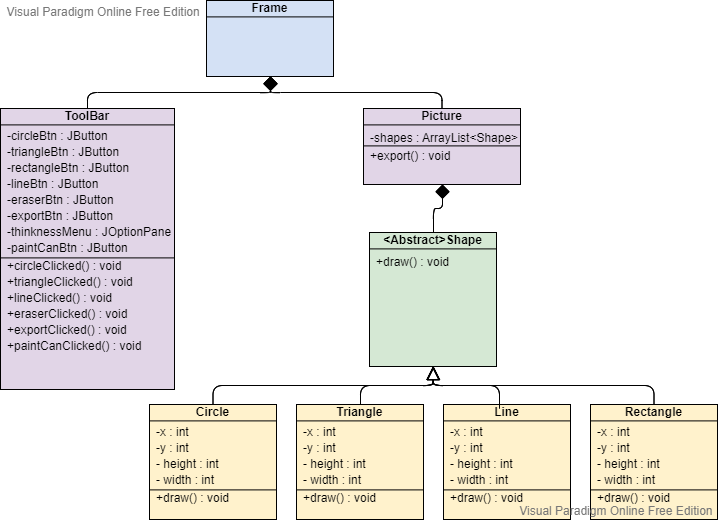 Visual Paradigm Online Free Edition
Frame
ToolBar
-circleBtn : JButton
-triangleBtn : JButton
-rectangleBtn : JButton
-lineBtn : JButton
-eraserBtn : JButton
-exportBtn : JButton
-thinknessMenu : JOptionPane
-paintCanBtn : JButton
+circleClicked() : void
+triangleClicked() : void
+lineClicked() : void
+eraserClicked() : void
+exportClicked() : void
+paintCanClicked() : void
Picture
-shapes : ArrayList<Shape>
+export() : void
<Abstract>Shape
+draw() : void
Circle
-x : int
-y : int
- height : int
- width : int
+draw() : void
Triangle
-x : int
-y : int
- height : int
- width : int
+draw() : void
Line
-x : int
-y : int
- height : int
- width : int
+draw() : void
Rectangle
-x : int
-y : int
- height : int
- width : int
+draw() : void
Visual Paradigm Online Free Edition